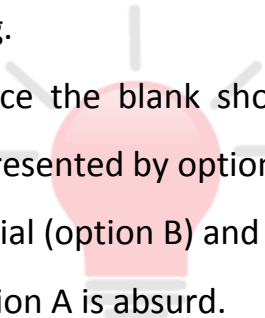 g.
ce the blank sho
resented by option
ial (option B) and
ion A is absurd.